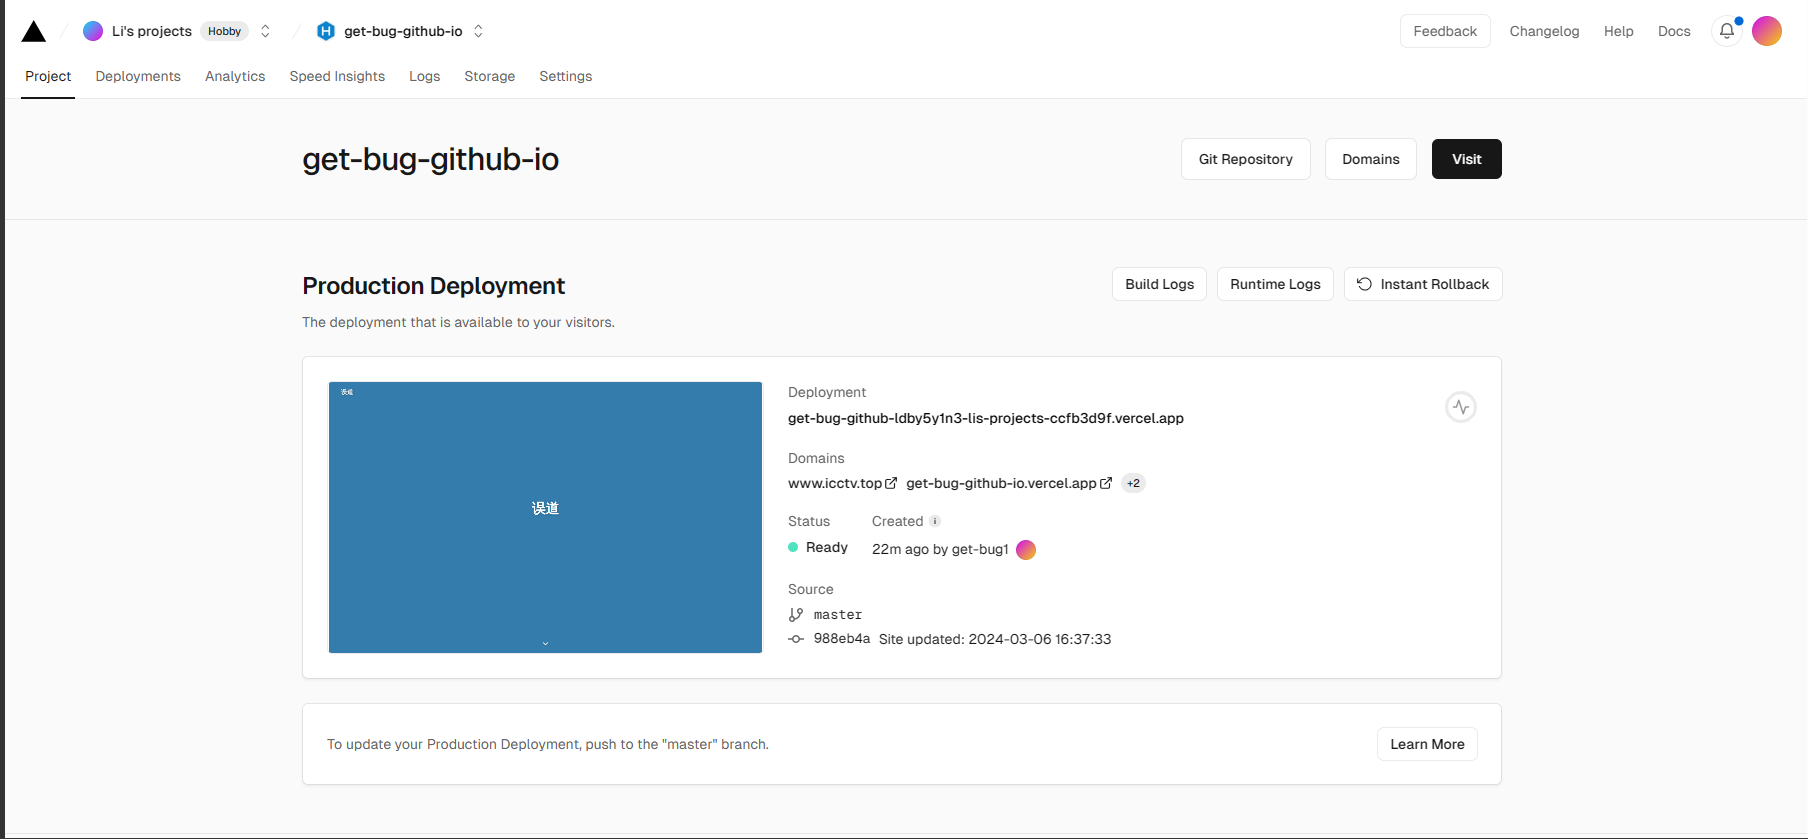 Li's projects Hobby get-bug-github-io Feedback Changelog Help Docs
Project Deployments Analytics Speed Insights Logs Storage Settings
get-bug-github-io Git Repository Domains Visit
Production Deployment Build Logs Runtime Logs Instant Rollback
The deployment that is available to your visitors.
误道
误道
Deployment
get-bug-github-ldby5y1n3-lis-projects-ccfb3d9f.vercel.app
Domains
www.icctv.top get-bug-github-io.vercel.app +2
Status Created
Ready 22m ago by get-bug1
Source
master
988eb4a Site updated: 2024-03-06 16:37:33
To update your Production Deployment, push to the "master" branch. Learn More